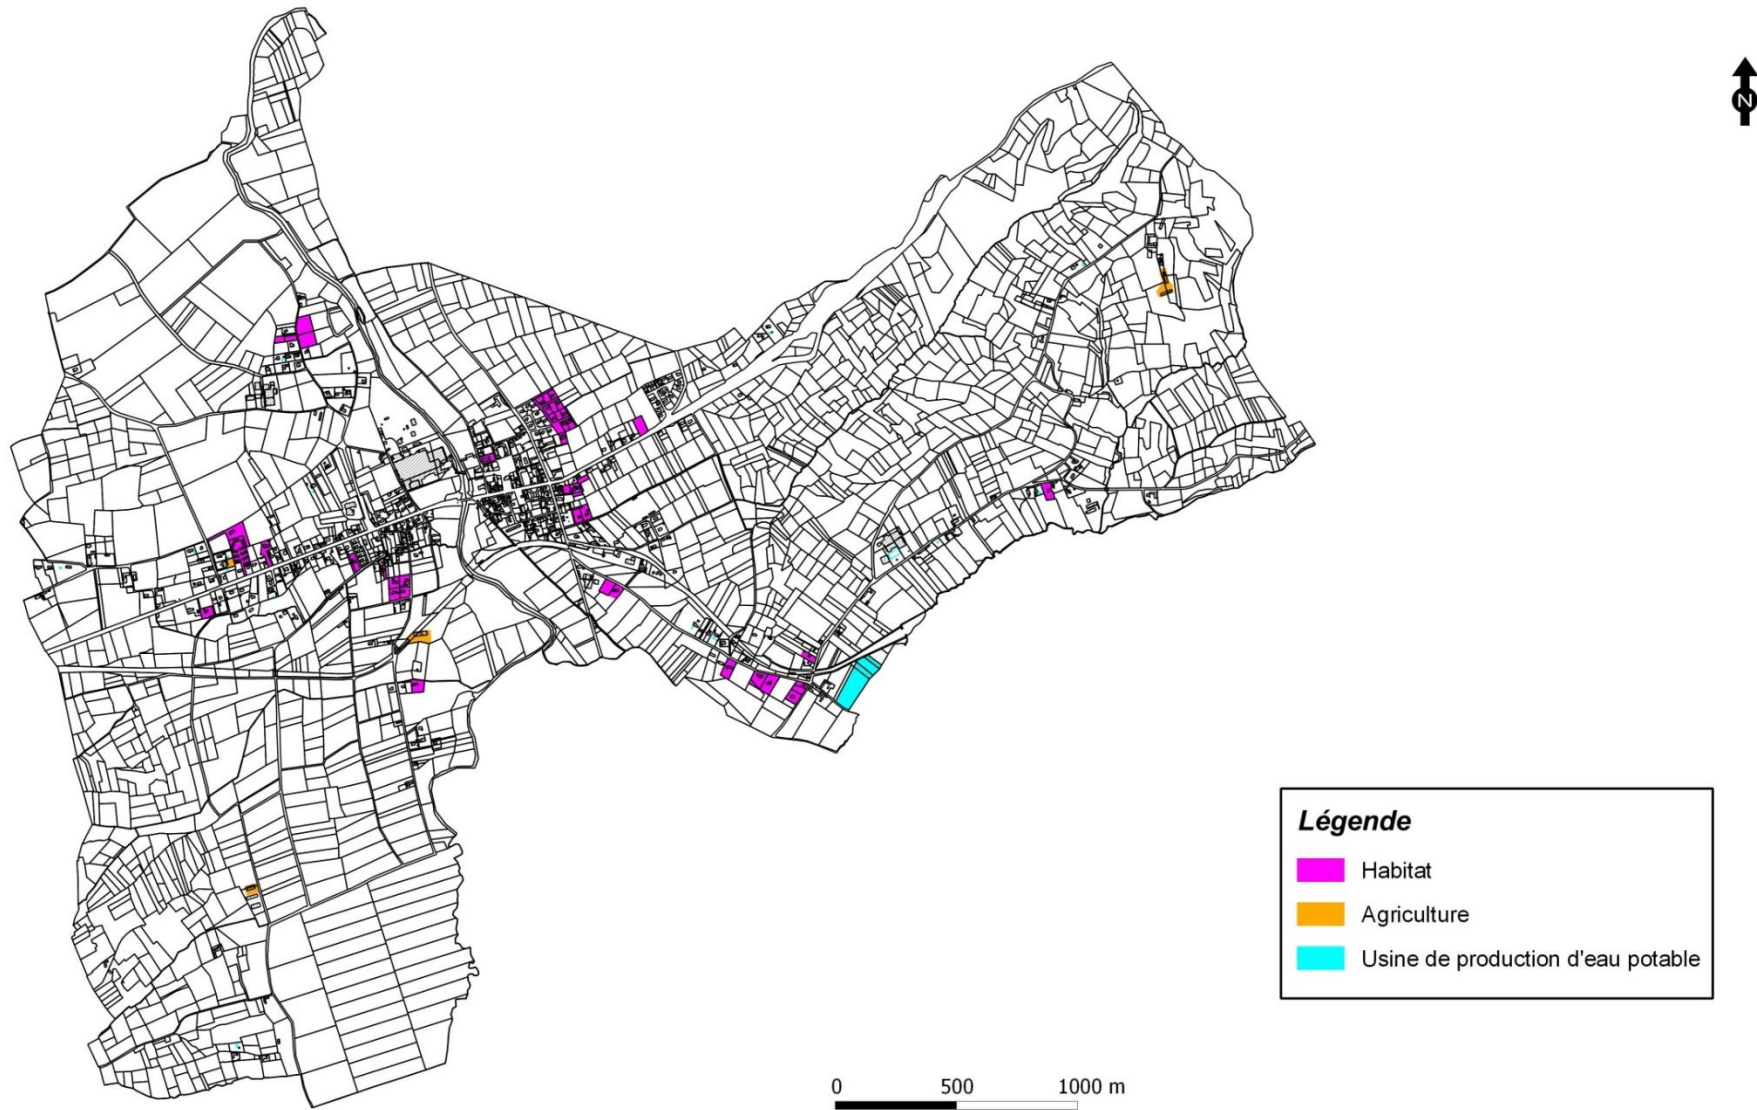 N
Légende
Habitat
Agriculture
Usine de production d'eau potable
0 500 1000 m